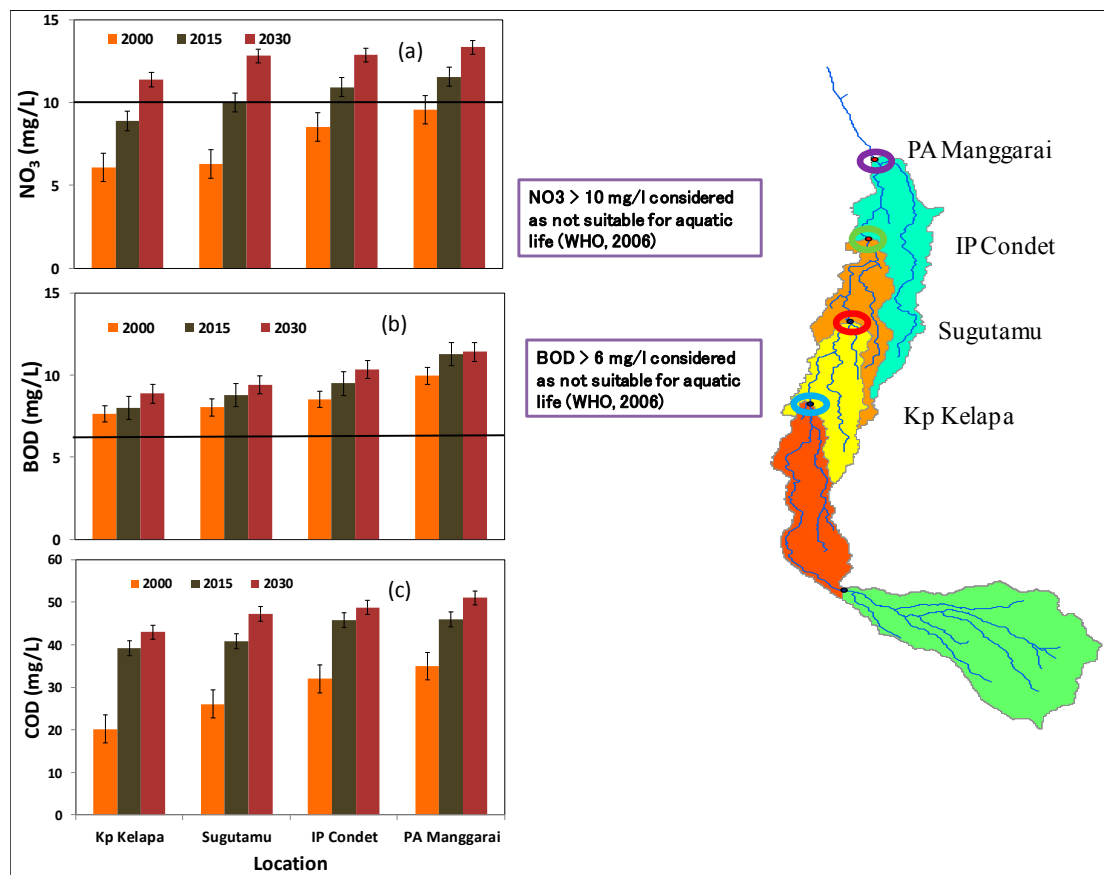 15
10
5
0
NO3 (mg/L)
2000 2015 2030
(a)
15
10
5
0
BOD (mg/L)
2000 2015 2030
(b)
60
50
40
30
20
10
0
COD (mg/L)
2000 2015 2030
(c)
Kp Kelapa Sugutamu IP Condet PA Manggarai
Location
NO3 > 10 mg/l considered
as not suitable for aquatic
life (WHO, 2006)
BOD > 6 mg/l considered
as not suitable for aquatic
life (WHO, 2006)
PA Manggarai
IP Condet
Sugutamu
Kp Kelapa